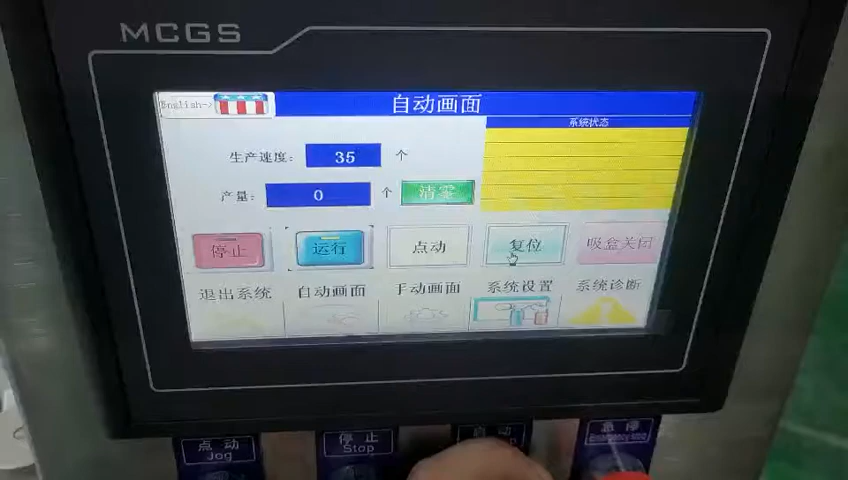 MCGS
English->
自动画面
系统状态
生产速度: 35 个
产量: 0 个 清零
停止 运行 点动 复位 吸盒关闭
退出系统 自动画面 手动画面 系统设置 系统诊断
点动 停止 启动 急停
Jog Stop